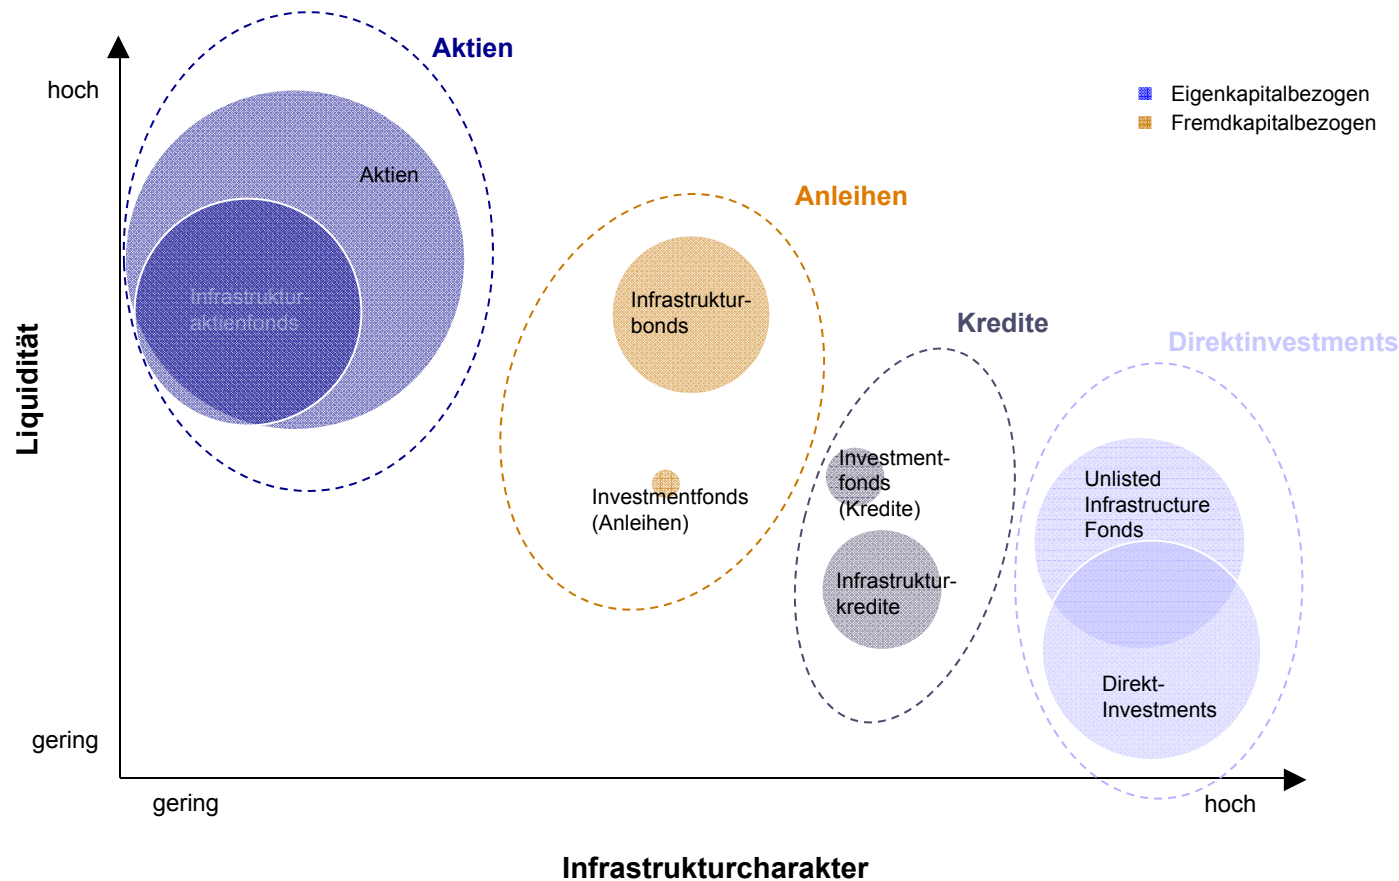 Aktien
hoch
Eigenkapitalbezogen
Fremdkapitalbezogen
Aktien
Anleihen
Infrastruktur-
aktienfonds
Infrastruktur-
bonds
Kredite
Direktinvestments
Liquidität
Investment-
fonds
(Kredite)
Investmentfonds
(Anleihen)
Unlisted
Infrastructure
Fonds
Infrastruktur-
kredite
Direkt-
Investments
gering
gering
hoch
Infrastrukturcharakter